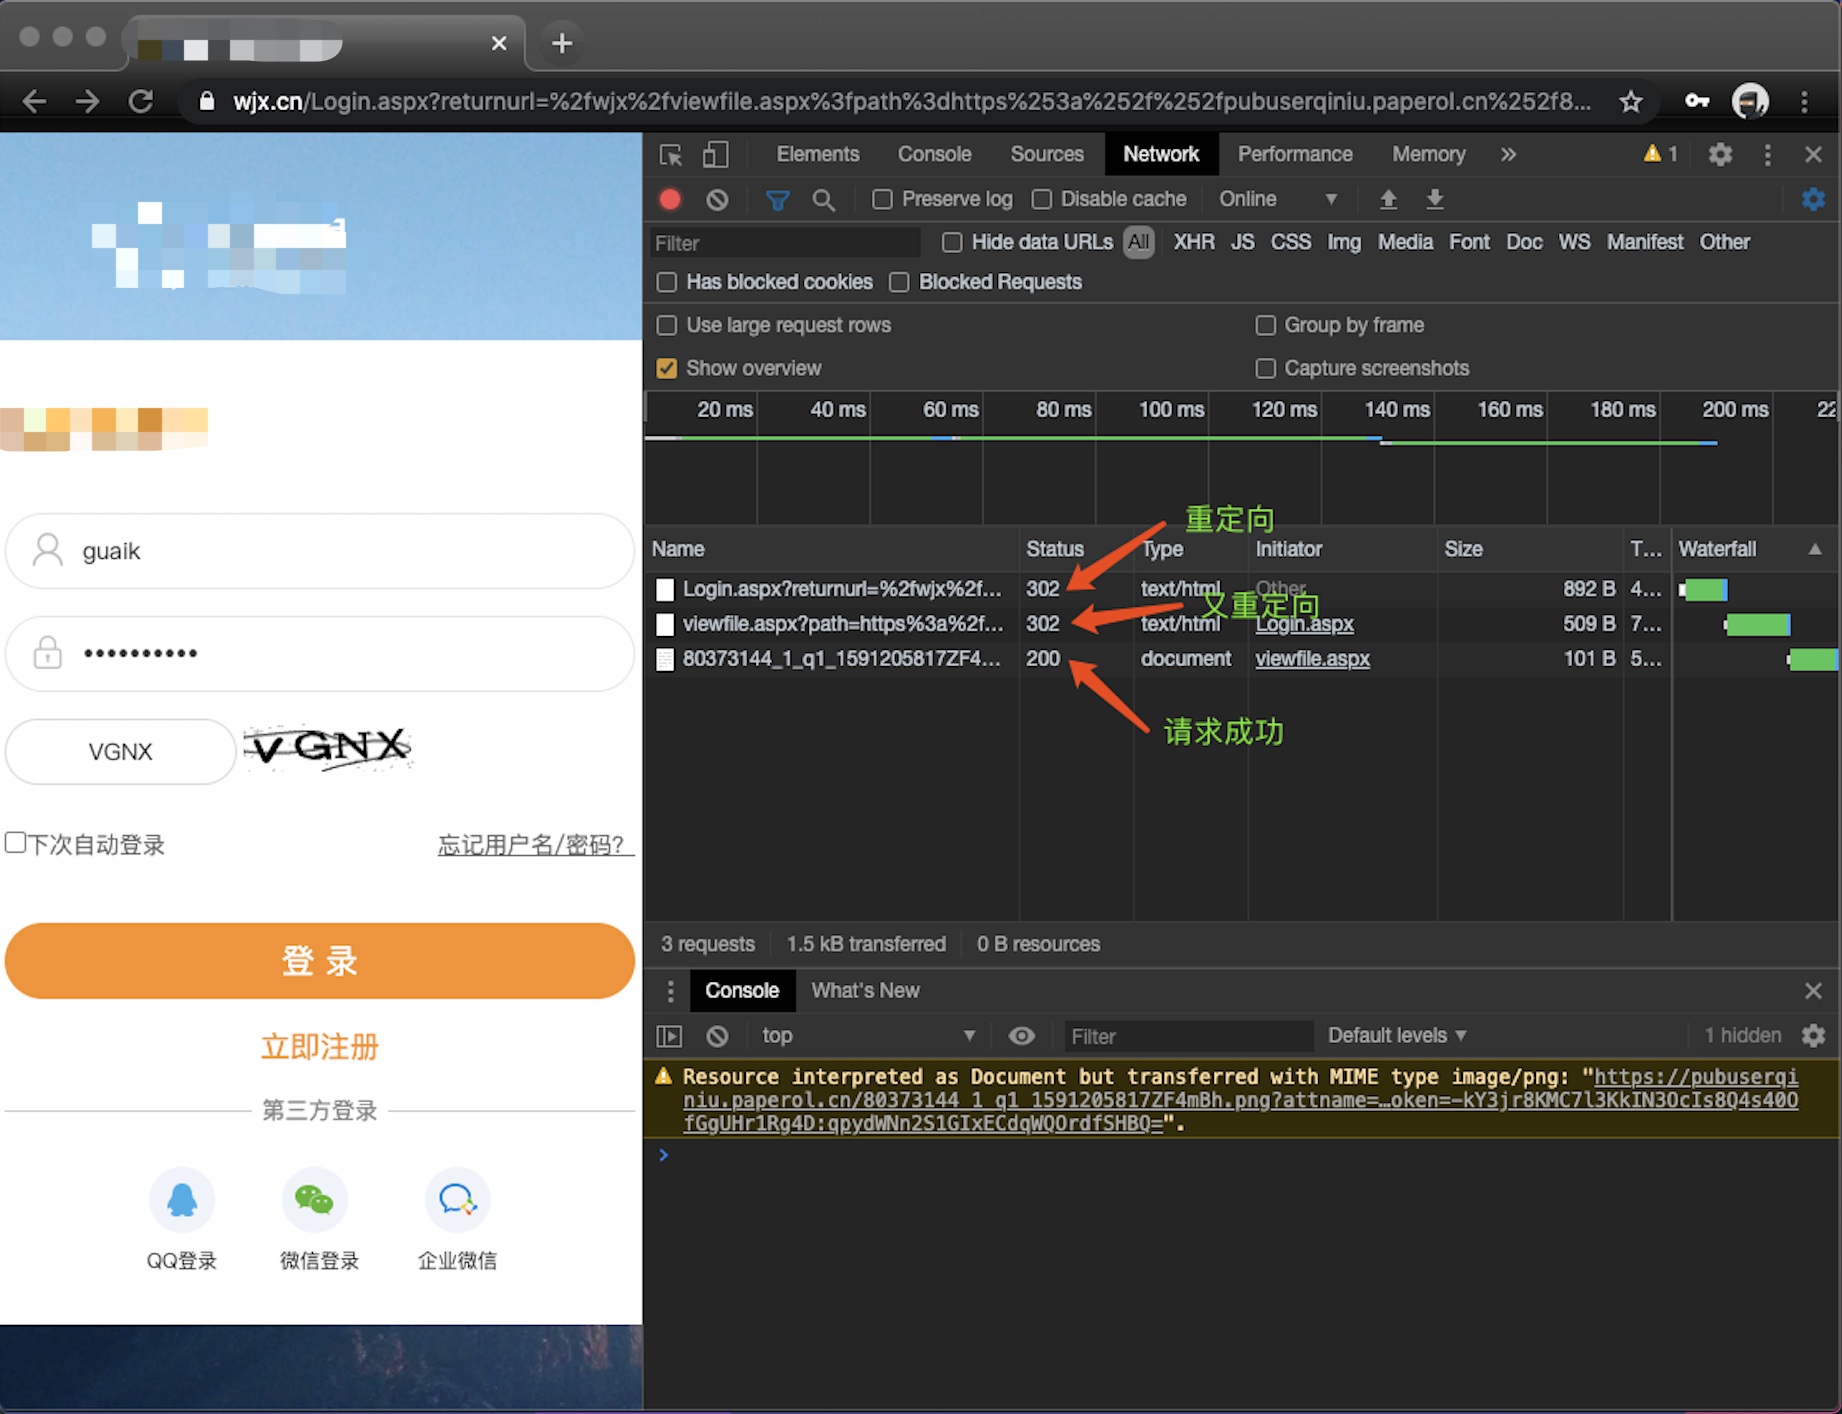 wjx.cn/Login.aspx?returnurl=%2fwjx%2fviewfile.aspx%3fpath%3dhttps%253a%252f%252fpubuserqiniu.paperol.cn%252f8...
Elements Console Sources Network Performance Memory » 1
Preserve log Disable cache Online
Filter Hide data URLs All XHR JS CSS Img Media Font Doc WS Manifest Other
Has blocked cookies Blocked Requests
Use large request rows Group by frame
Show overview Capture screenshots
20 ms 40 ms 60 ms 80 ms 100 ms 120 ms 140 ms 160 ms 180 ms 200 ms 22
重定向
Name Status Type Initiator Size T... Waterfall
Login.aspx?returnurl=%2fwjx%2f... 302 text/html Other 892 B 4...
又重定向
viewfile.aspx?path=https%3a%2f... 302 text/html Login.aspx 509 B 7...
80373144_1_q1_1591205817ZF4... 200 document viewfile.aspx 101 B 5...
请求成功
3 requests 1.5 kB transferred 0 B resources
Console What's New
top Filter Default levels 1 hidden
Resource interpreted as Document but transferred with MIME type image/png: "https://pubuserqi
niu.paperol.cn/80373144_1_q1_1591205817ZF4mBh.png?attname=…oken=-kY3jr8KMC7l3KkIN3OcIs8Q4s40O
fGgUHr1Rg4D:qpydWNn2S1GIxECdqWQOrdfSHBQ=".
guaik
••••••••••
VGNX VGNX
下次自动登录 忘记用户名/密码?
登 录
立即注册
第三方登录
QQ登录 微信登录 企业微信